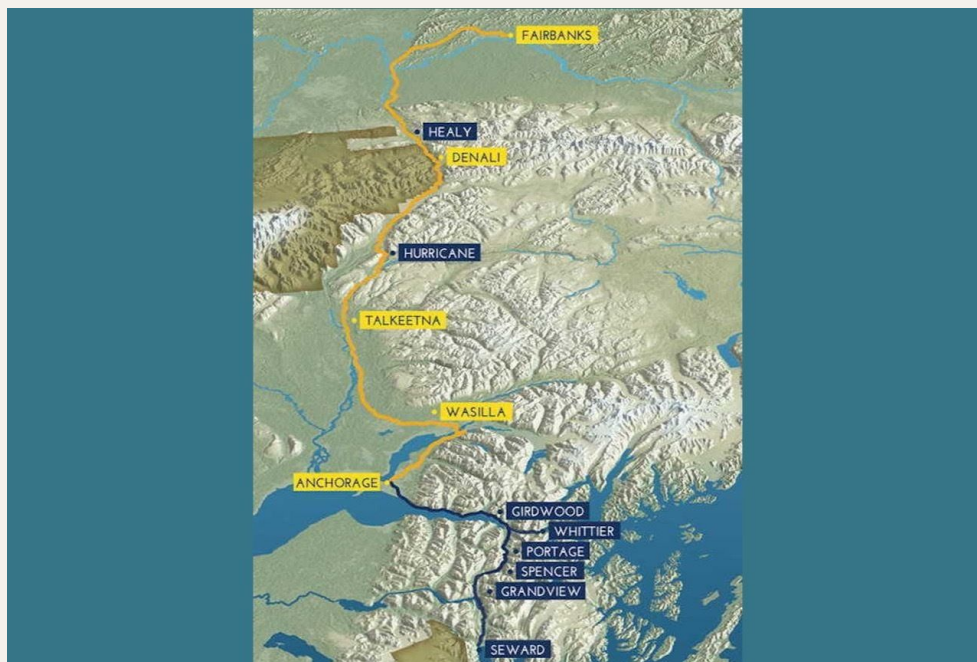 FAIRBANKS
HEALY
DENALI
HURRICANE
TALKEETNA
WASILLA
ANCHORAGE
GIRDWOOD
WHITTIER
PORTAGE
SPENCER
GRANDVIEW
SEWARD